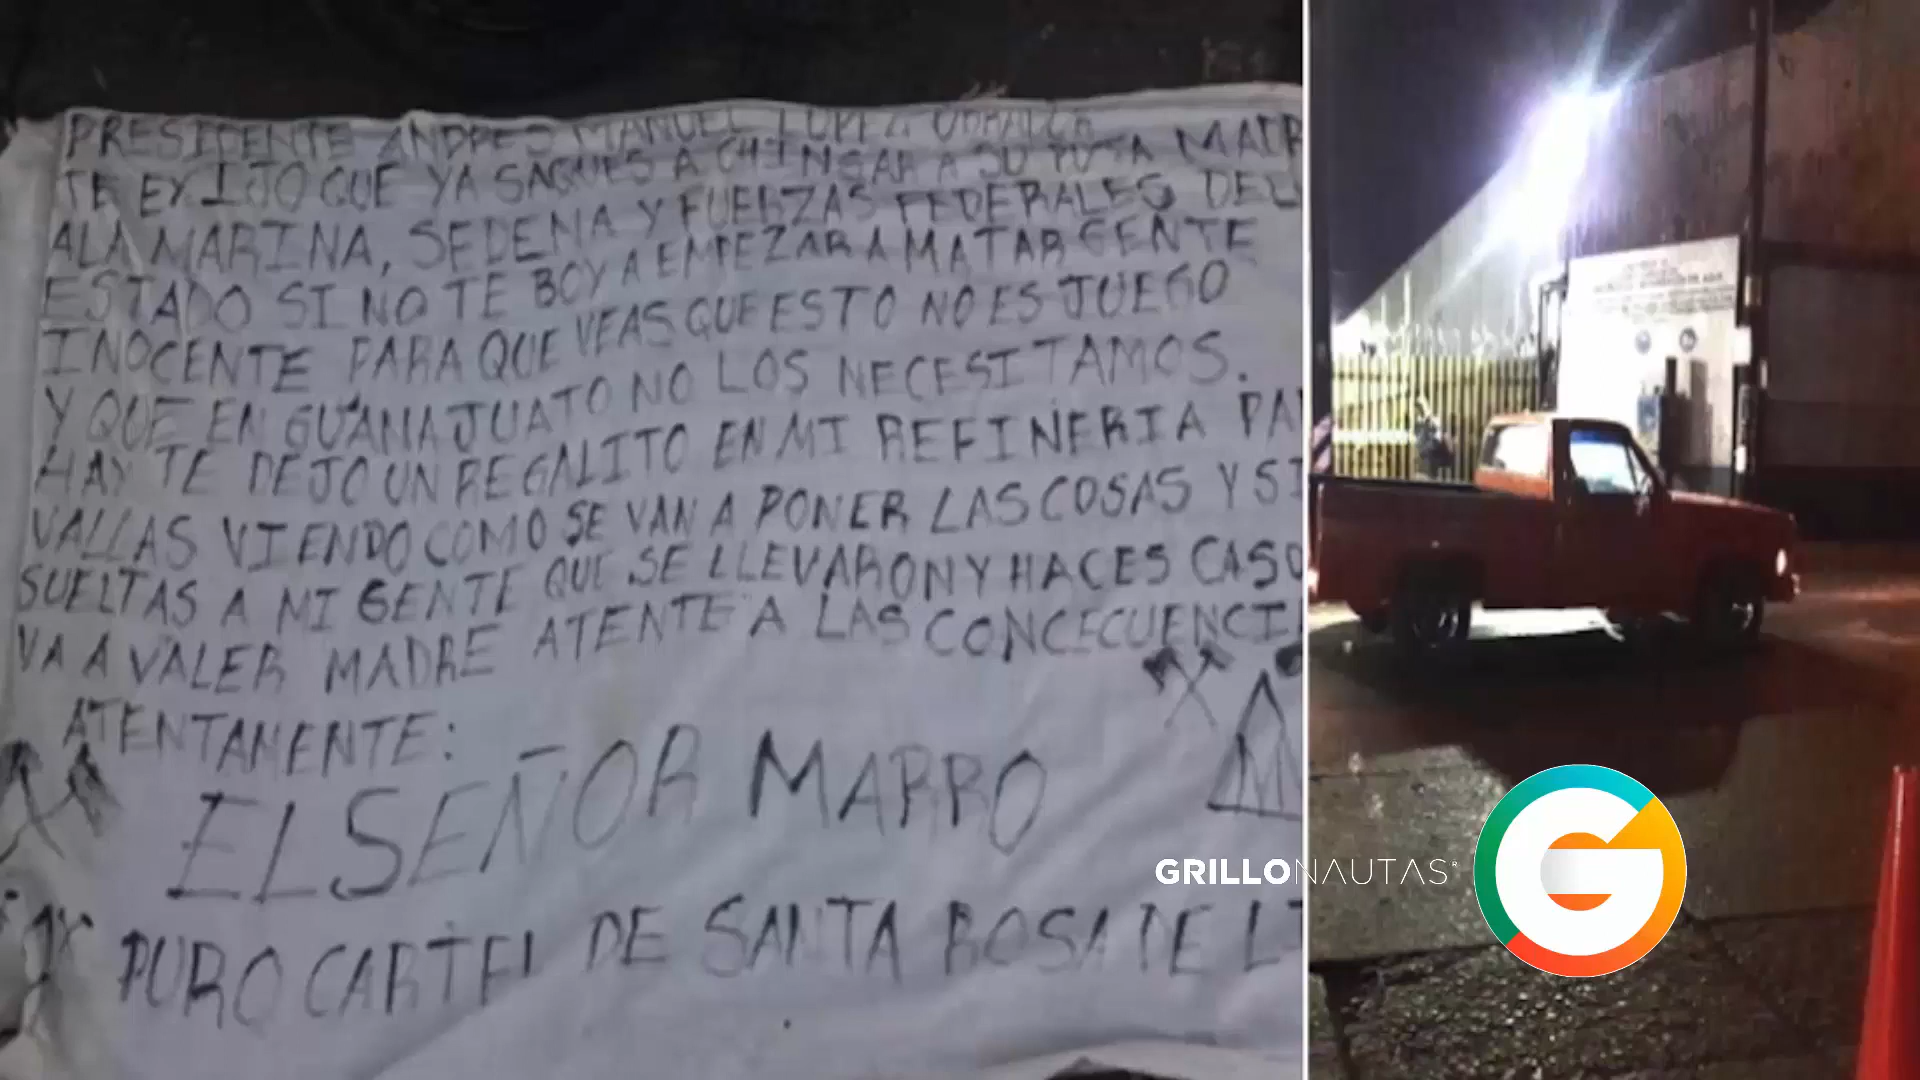 PRESIDENTE ANDRES MANUEL LOPEZ OBRADOR
TE EXIJO QUE YA SAQUES A CHINGAR A SU PUTA MADR
ALA MARINA, SEDENA Y FUERZAS FEDERALES DEL
ESTADO SI NO TE BOY A EMPEZAR A MATAR GENTE
INOCENTE PARA QUE VEAS QUE ESTO NO ES JUEGO
Y QUE EN GUANAJUATO NO LOS NECESITAMOS.
HAY TE DEJO UN REGALITO EN MI REFINERIA PA
VALLAS VIENDO COMO SE VAN A PONER LAS COSAS Y SI
SUELTAS A MI GENTE QUE SE LLEVARON Y HACES CASO
VA A VALER MADRE ATENTE A LAS CONCECUENCI
ATENTAMENTE:
EL SEÑOR MARRO
PURO CARTEL DE SANTA ROSA DE LI
GRILLONAUTAS®
G